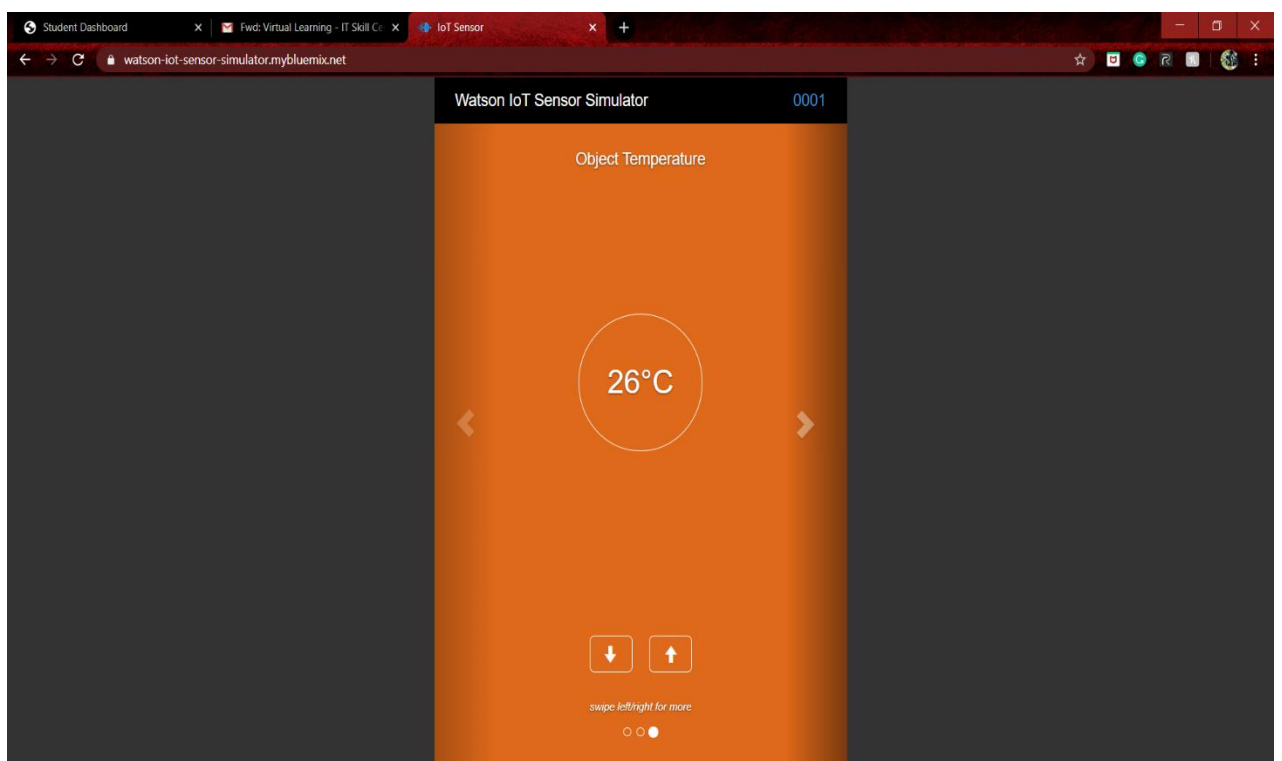 Student Dashboard
Fwd: Virtual Learning - IT Skill Ce
IoT Sensor
watson-iot-sensor-simulator.mybluemix.net
Watson IoT Sensor Simulator 0001
Object Temperature
26°C
swipe left/right for more